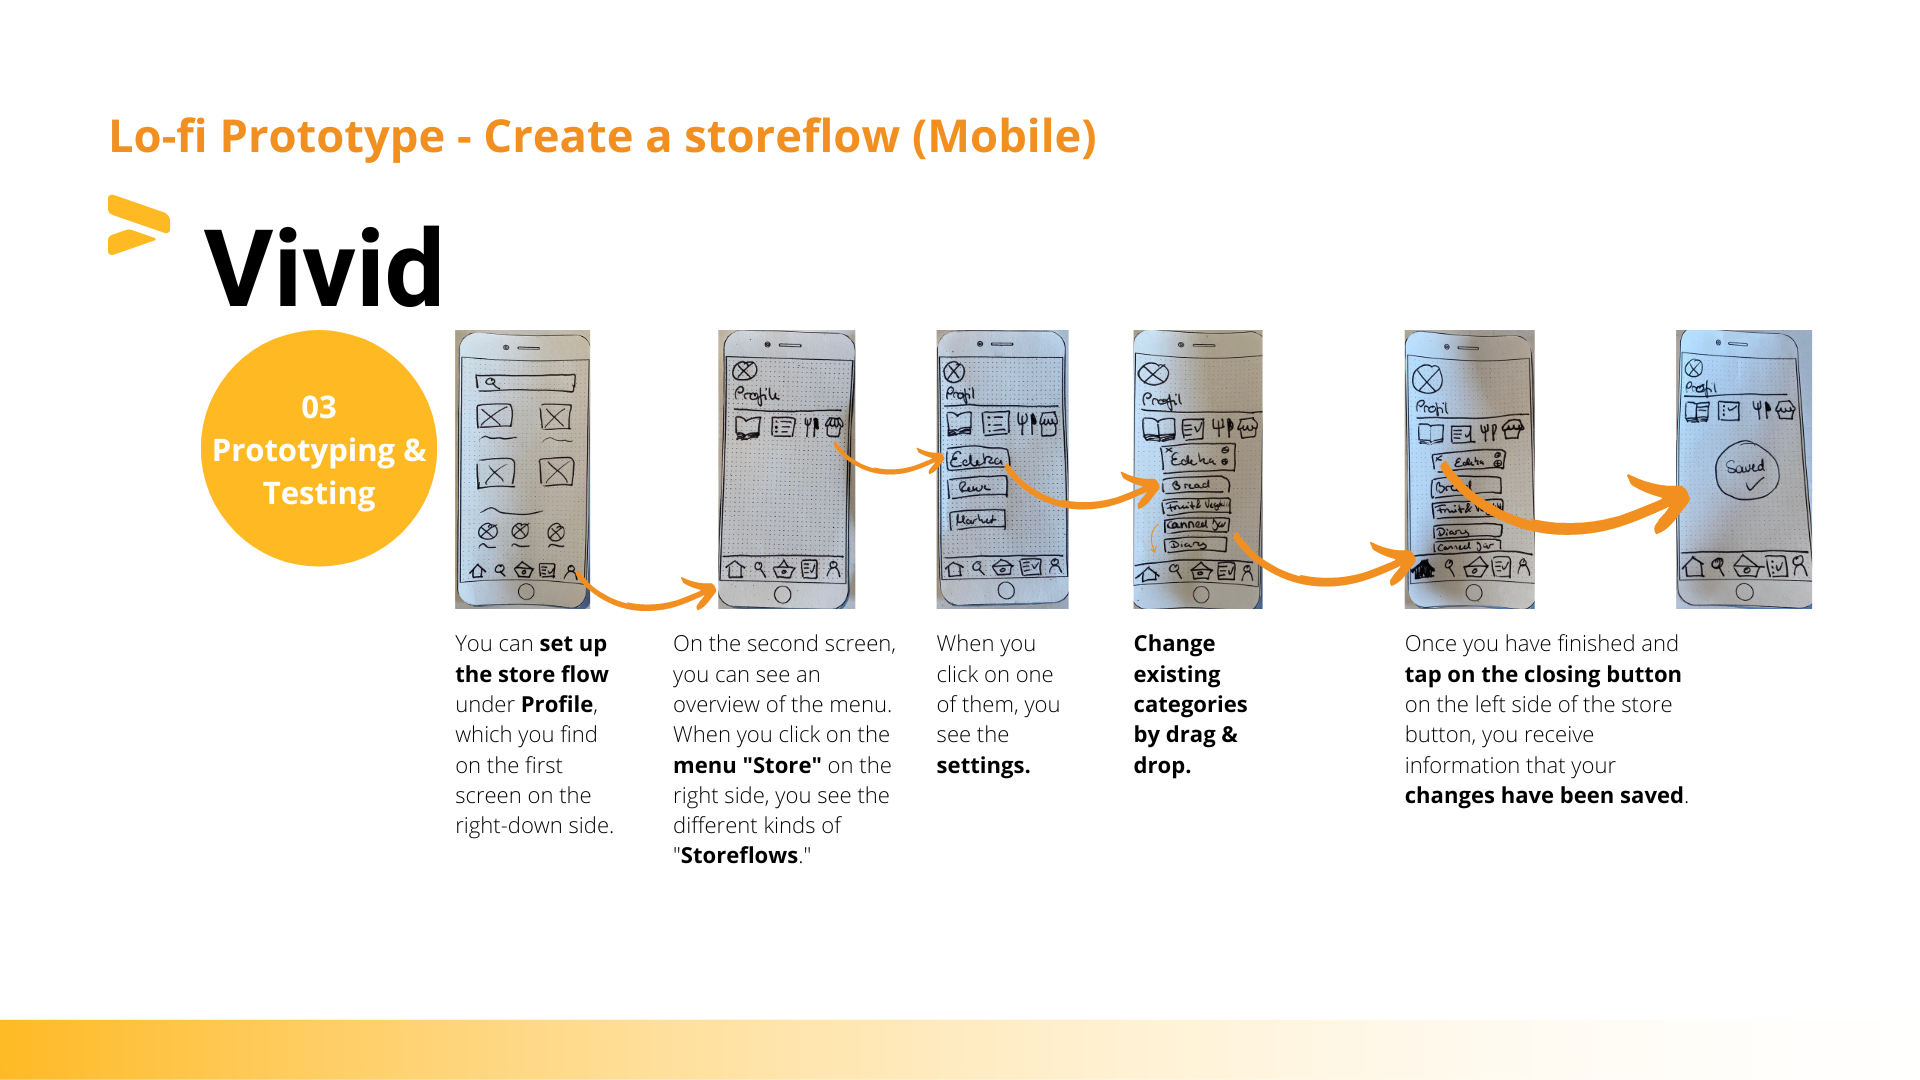 Lo-fi Prototype - Create a storeflow (Mobile)
Vivid
03
Prototyping &
Testing
Profile
Profil
Edeka
Rewe
Market
Profil
Edeka
Bread
Fruit & Veg
Canned Jar
Diary
Profil
Edeka
Bread
Fruit & V
Diary
Canned Jar
Profil
Saved
You can set up
the store flow
under Profile,
which you find
on the first
screen on the
right-down side.
On the second screen,
you can see an
overview of the menu.
When you click on the
menu "Store" on the
right side, you see the
different kinds of
"Storeflows."
When you
click on one
of them, you
see the
settings.
Change
existing
categories
by drag &
drop.
Once you have finished and
tap on the closing button
on the left side of the store
button, you receive
information that your
changes have been saved.